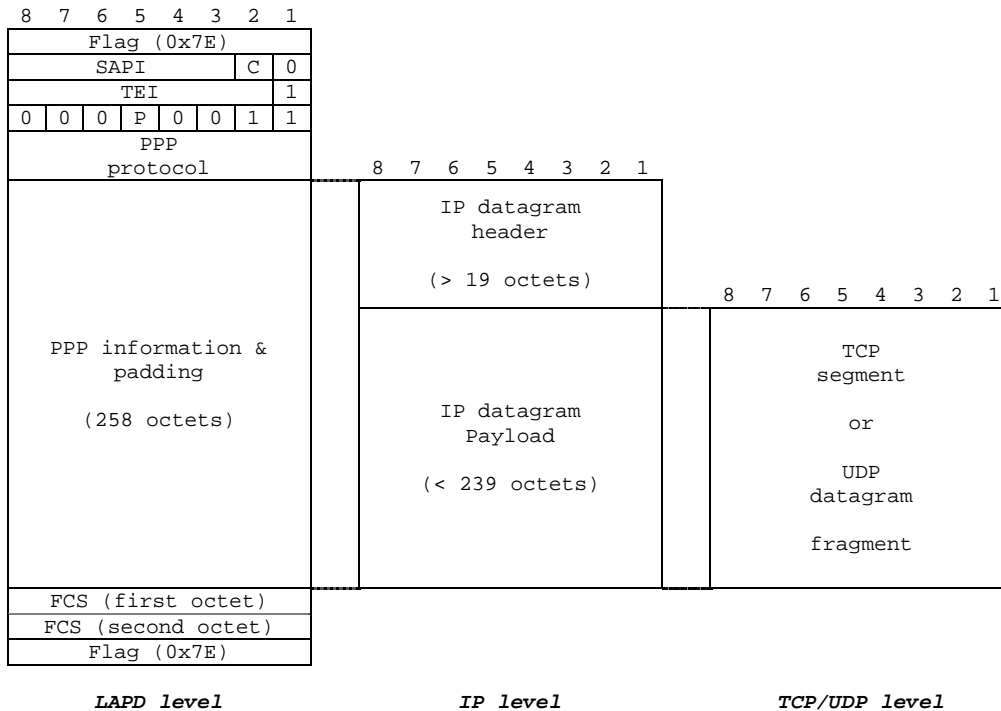 8 7 6 5 4 3 2 1
Flag (0x7E)
SAPI C 0
TEI 1
0 0 0 P 0 0 1 1
PPP
protocol
PPP information &
padding
(258 octets)
FCS (first octet)
FCS (second octet)
Flag (0x7E)
LAPD level
8 7 6 5 4 3 2 1
IP datagram
header
(> 19 octets)
IP datagram
Payload
(< 239 octets)
IP level
8 7 6 5 4 3 2 1
TCP
segment
or
UDP
datagram
fragment
TCP/UDP level